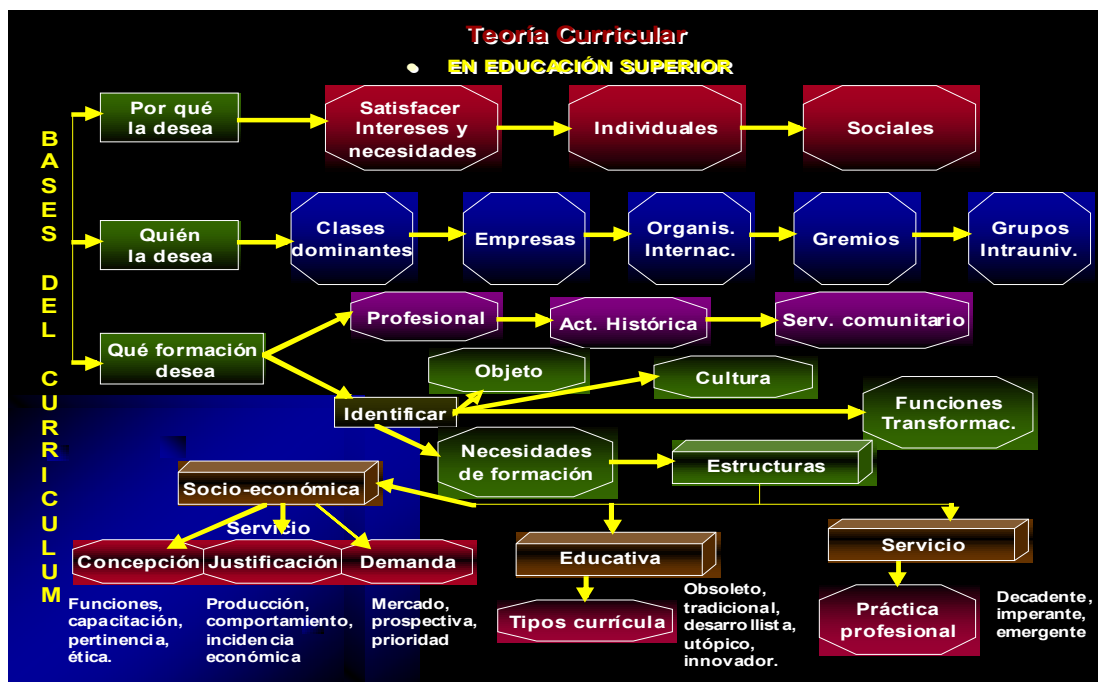 Teoría Curricular
• EN EDUCACIÓN SUPERIOR
BASES DEL CURRICULUM
Por qué
la desea
Satisfacer
Intereses y
necesidades
Individuales
Sociales
Quién
la desea
Clases
dominantes
Empresas
Organis.
Internac.
Gremios
Grupos
Intrauniv.
Qué formación
desea
Profesional
Act. Histórica
Serv. comunitario
Identificar
Objeto
Cultura
Funciones
Transformac.
Necesidades
de formación
Estructuras
Socio-económica
Servicio
Concepción
Justificación
Demanda
Funciones,
capacitación,
pertinencia,
ética.
Producción,
comportamiento,
incidencia
económica
Mercado,
prospectiva,
prioridad
Educativa
Tipos currícula
Obsoleto,
tradicional,
desarrollista,
utópico,
innovador.
Servicio
Práctica
profesional
Decadente,
imperante,
emergente